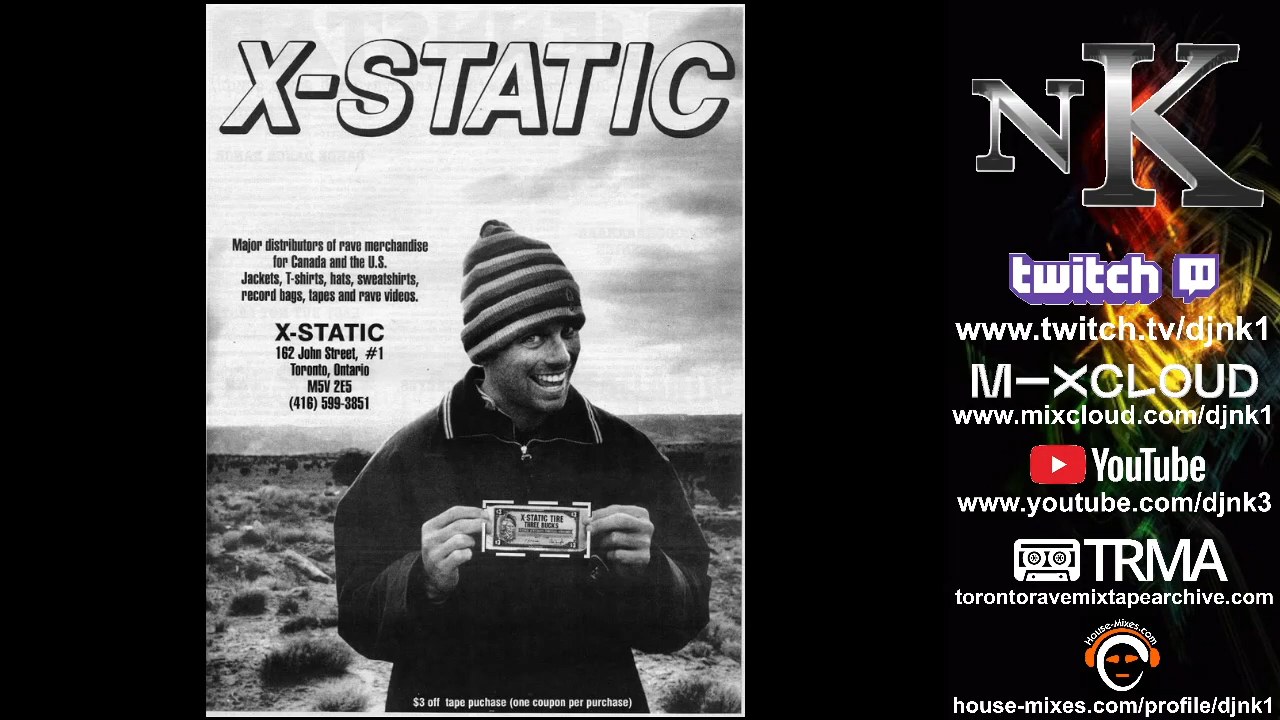 X-STATIC
Major distributors of rave merchandise
for Canada and the U.S.
Jackets, T-shirts, hats, sweatshirts,
record bags, tapes and rave videos.
X-STATIC
162 John Street, #1
Toronto, Ontario
M5V 2E5
(416) 599-3851
X-STATIC TIRE
THREE BUCKS
$3 off tape puchase (one coupon per purchase)
NK
twitch
www.twitch.tv/djnk1
MIXCLOUD
www.mixcloud.com/djnk1
YouTube
www.youtube.com/djnk3
TRMA
torontoravemixtapearchive.com
House-Mixes.com
house-mixes.com/profile/djnk1